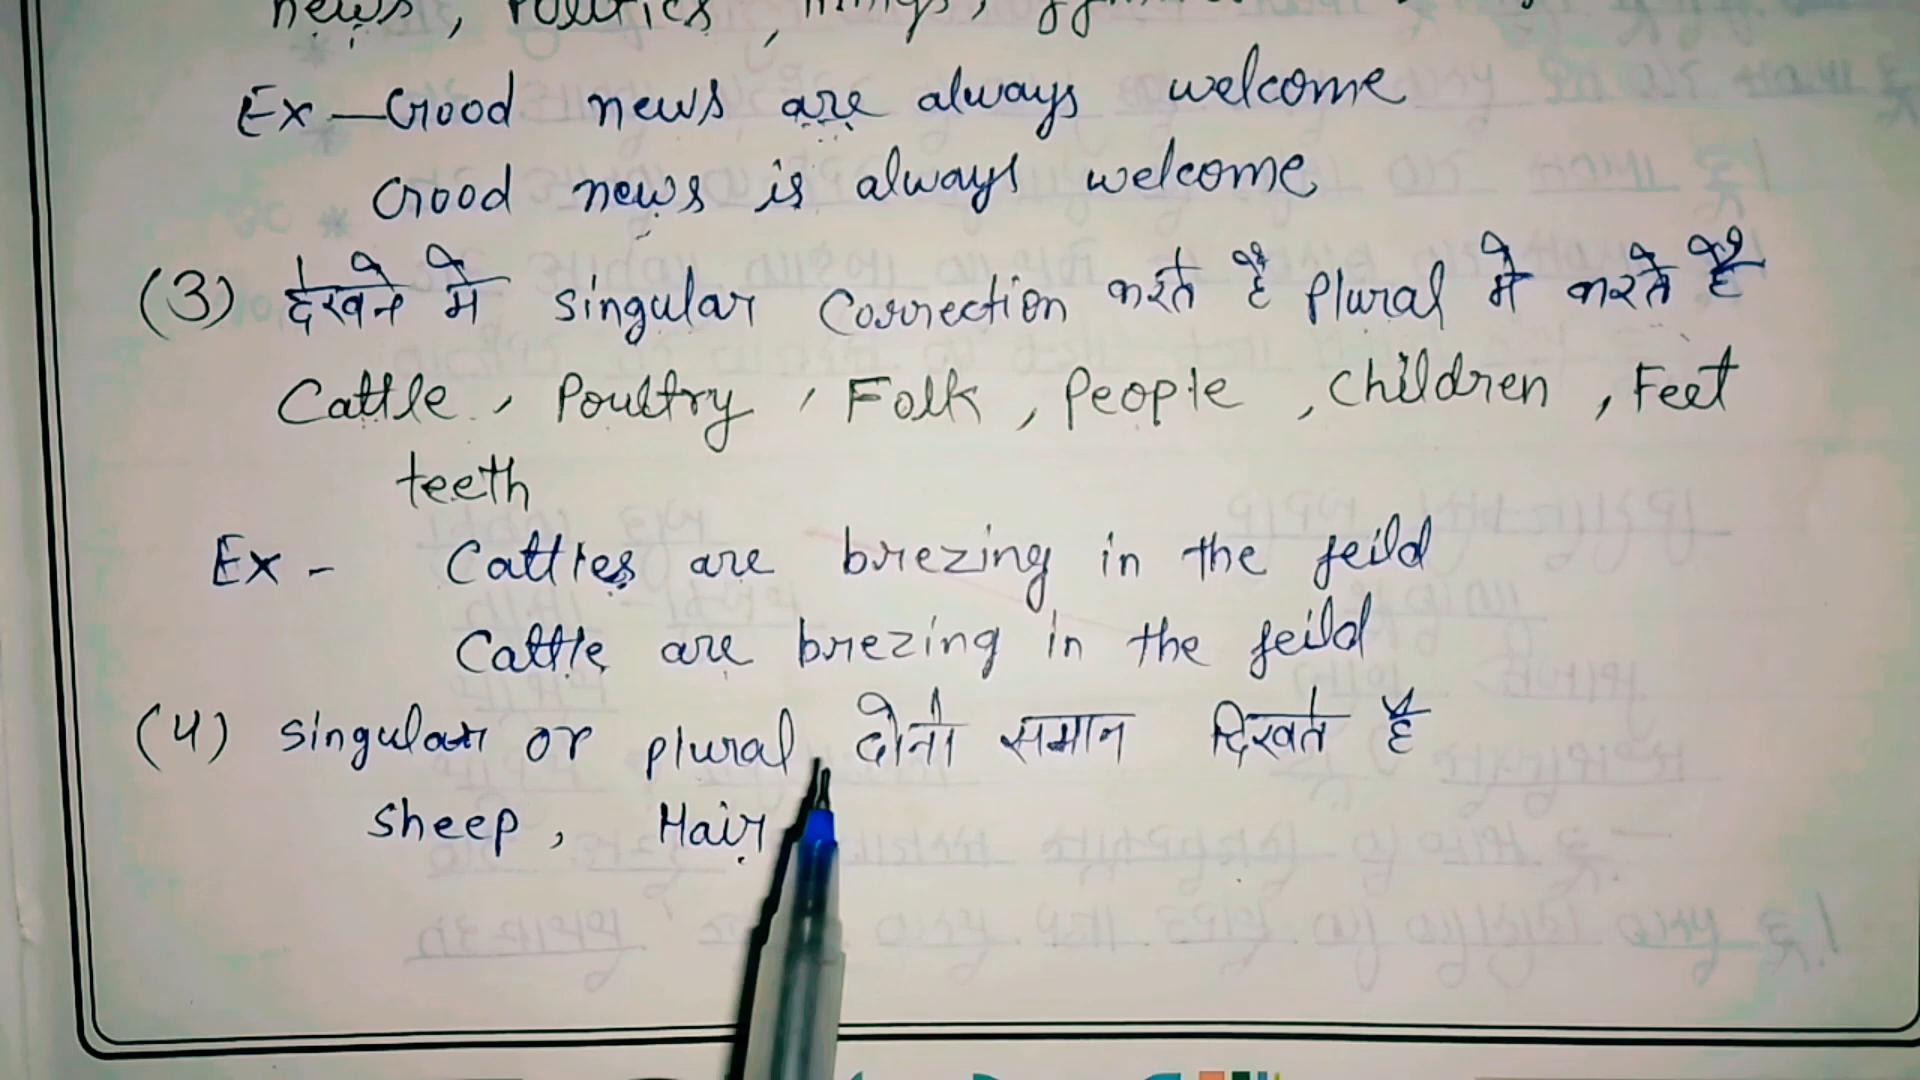 news, Politics,
Ex – Good news are always welcome
Good news is always welcome
(3) देखने मे singular correction करते है Plural मे करते है
Cattle, Poultry, Folk, People, children, Feet
teeth
Ex - Cattles are brezing in the feild
Cattle are brezing in the feild
(4) singular or plural दोनो समान दिखते है
sheep, Hair